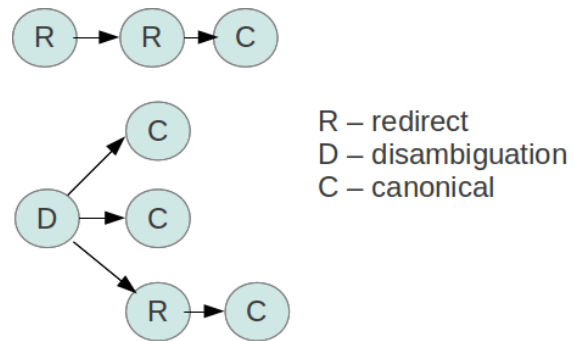 R R C
C
R – redirect
D – disambiguation
C – canonical
D C
R C